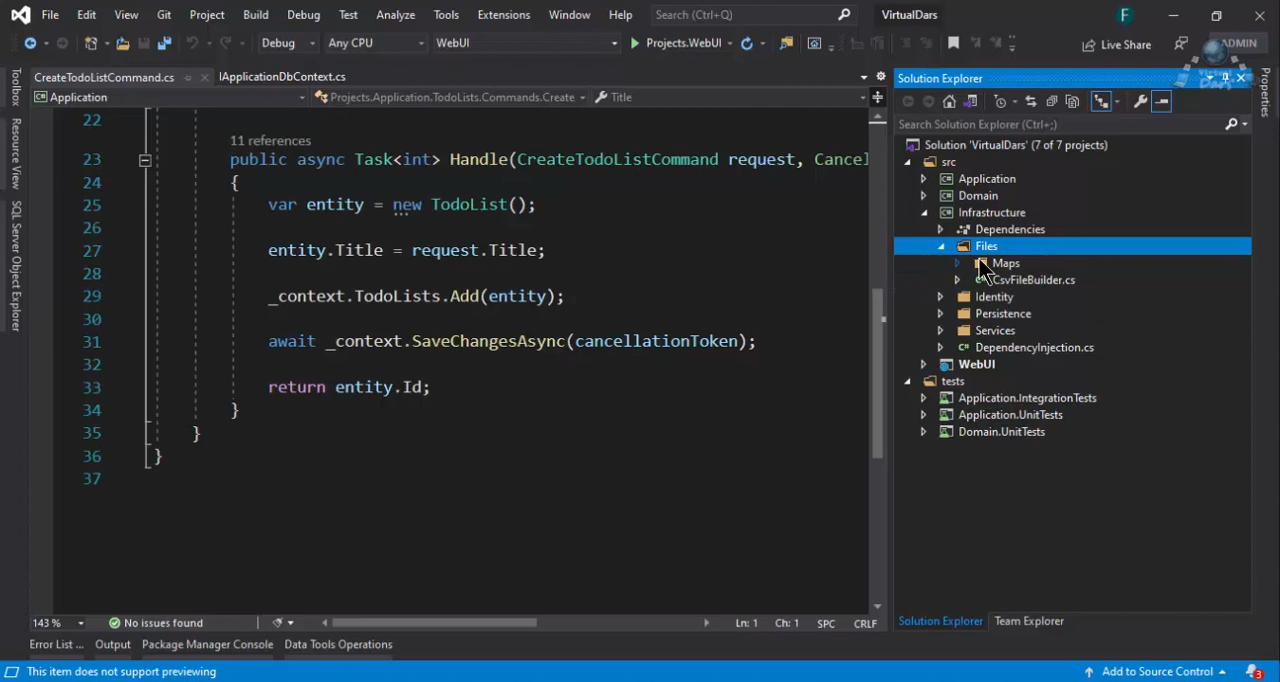 File Edit View Git Project Build Debug Test Analyze Tools Extensions Window Help Search (Ctrl+Q) VirtualDars F
Debug Any CPU WebUI Projects.WebUI Live Share ADMIN
CreateTodoListCommand.cs IApplicationDbContext.cs
Application Projects.Application.TodoLists.Commands.Create Title
22
11 references
23 public async Task<int> Handle(CreateTodoListCommand request, Cancel
24 {
25 var entity = new TodoList();
26
27 entity.Title = request.Title;
28
29 _context.TodoLists.Add(entity);
30
31 await _context.SaveChangesAsync(cancellationToken);
32
33 return entity.Id;
34 }
35 }
36 }
37
143 % No issues found Ln: 1 Ch: 1 SPC CRLF
Error List ... Output Package Manager Console Data Tools Operations
This item does not support previewing Add to Source Control 3
Toolbox
Resource View
SQL Server Object Explorer
Solution Explorer
Search Solution Explorer (Ctrl+;)
Solution 'VirtualDars' (7 of 7 projects)
src
Application
Domain
Infrastructure
Dependencies
Files
Maps
CsvFileBuilder.cs
Identity
Persistence
Services
DependencyInjection.cs
WebUI
tests
Application.IntegrationTests
Application.UnitTests
Domain.UnitTests
Solution Explorer Team Explorer
Properties